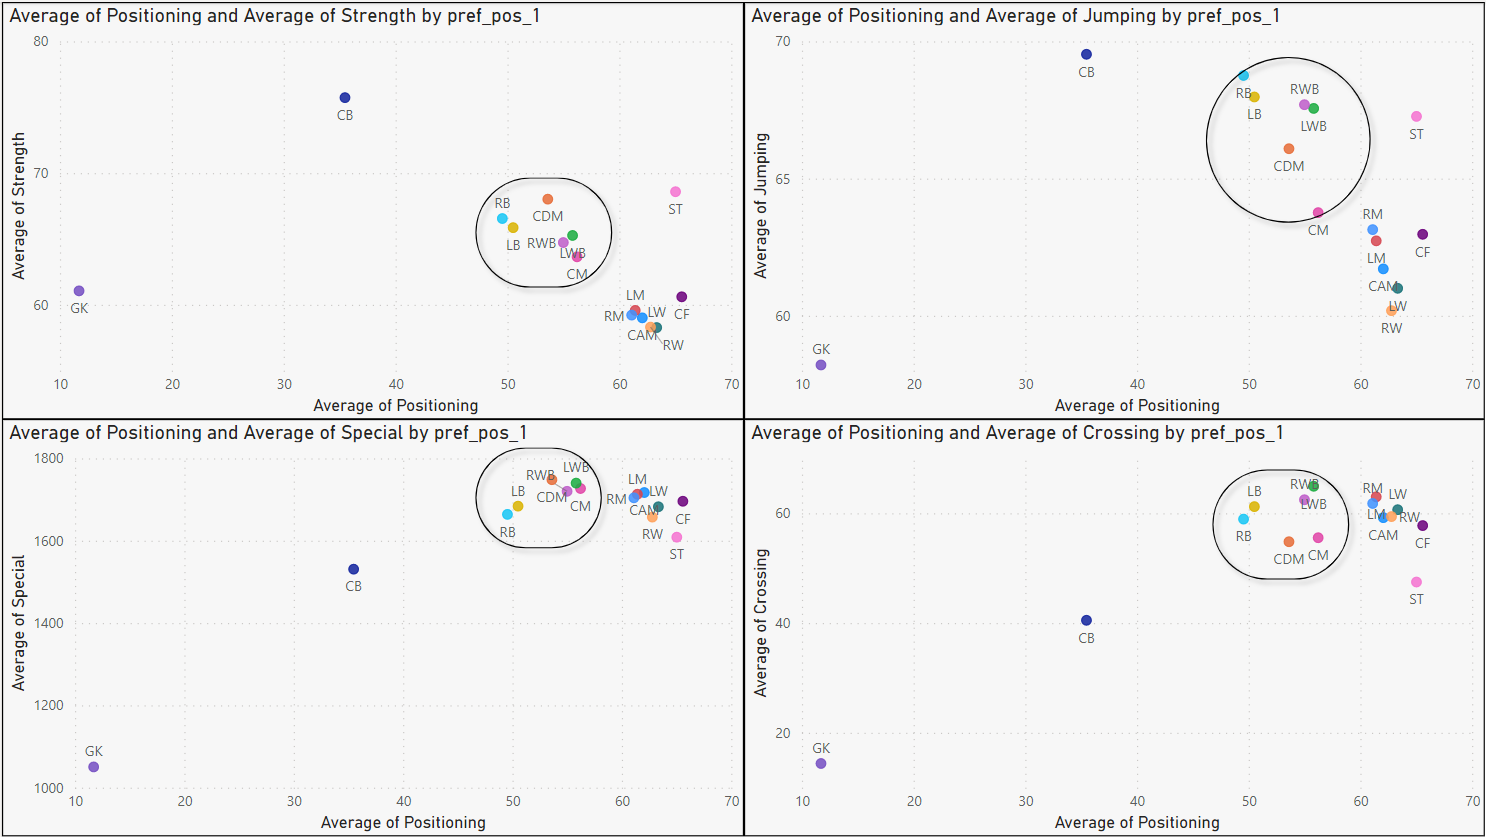 Average of Positioning and Average of Strength by pref_pos_1
80
CB
70
Average of Strength
RB
CDM
ST
LB
RWB
LWB
CM
GK
60
LM
RM
LW
CF
CAM
RW
10 20 30 40 50 60 70
Average of Positioning
Average of Positioning and Average of Jumping by pref_pos_1
70
CB
RB
RWB
LB
LWB
ST
CDM
65
Average of Jumping
CM
RM
LM
CF
CAM
LW
60
RW
GK
10 20 30 40 50 60 70
Average of Positioning
Average of Positioning and Average of Special by pref_pos_1
1800
LWB
RWB
LB
CDM
CM
RB
LM
LW
RM
CAM
CF
RW
ST
1600
CB
Average of Special
1400
1200
GK
1000
10 20 30 40 50 60 70
Average of Positioning
Average of Positioning and Average of Crossing by pref_pos_1
RWB
LB
LWB
RB
CDM
CM
RM
LW
LM
RW
CAM
CF
60
ST
Average of Crossing
40
CB
20
GK
10 20 30 40 50 60 70
Average of Positioning